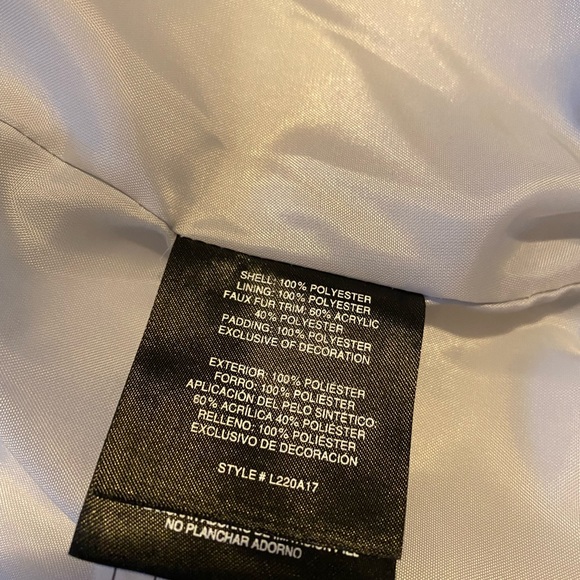 SHELL: 100% POLYESTER
LINING: 100% POLYESTER
FAUX FUR TRIM: 60% ACRYLIC
40% POLYESTER
PADDING: 100% POLYESTER
EXCLUSIVE OF DECORATION
EXTERIOR: 100% POLIÉSTER
FORRO: 100% POLIÉSTER
APLICACIÓN DEL PELO SINTÉTICO:
60% ACRÍLICA 40% POLIÉSTER
RELLENO: 100% POLIÉSTER
EXCLUSIVO DE DECORACIÓN
STYLE # L220A17
NO PLANCHAR ADORNO